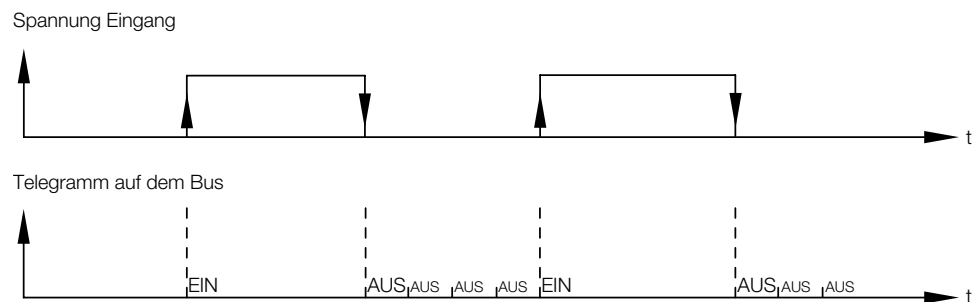 Spannung Eingang
t
Telegramm auf dem Bus
EIN AUS AUS AUS AUS EIN AUS AUS AUS
t